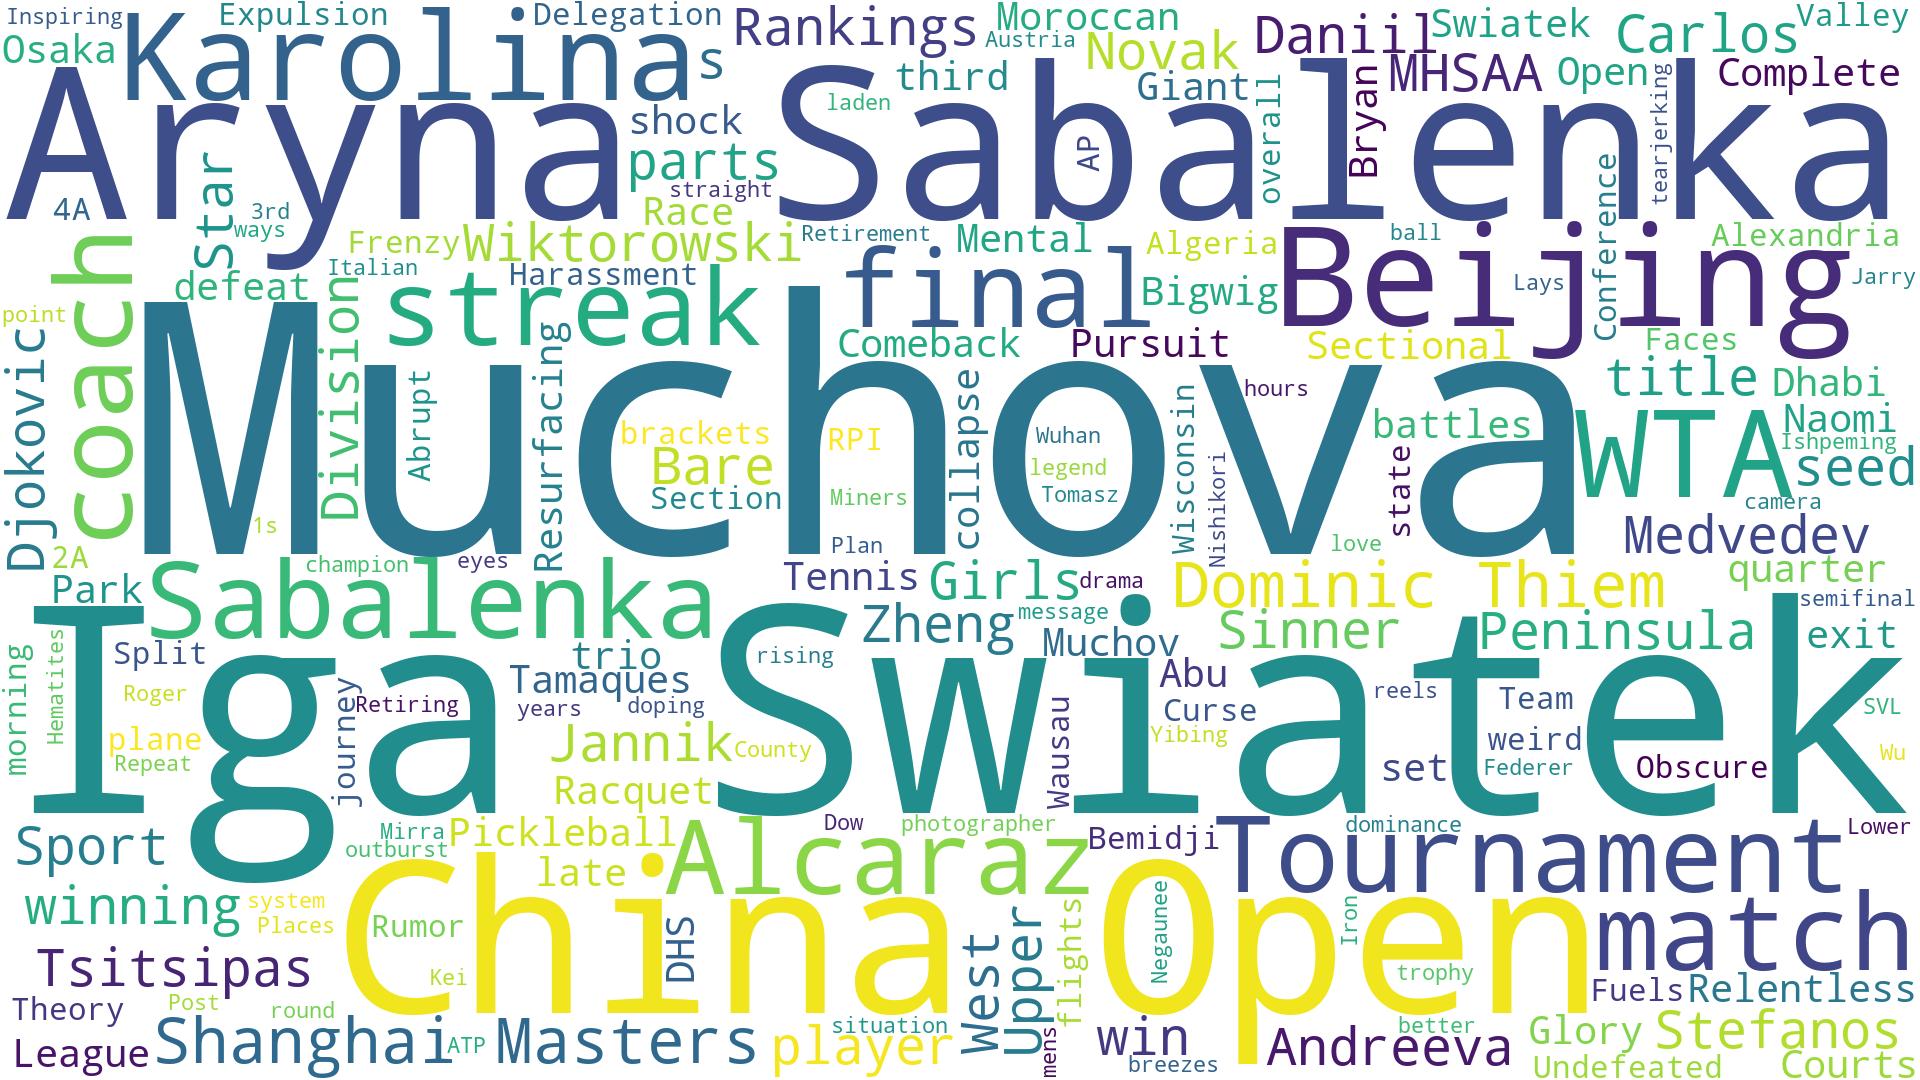 Inspiring
Expulsion
Delegation
Osaka
Karolina
s
Rankings
Moroccan
Austria
Novak
Daniil
Swiatek
Carlos
Valley
Aryna Sabalenka
third
Giant
laden
MHSAA
Open
Complete
Bryan
tearjerking
overall
AP
shock
parts
straight
4A
Star
3rd
ways
Race
Frenzy
Wiktorowski
Retirement
Mental
Algeria
Beijing
ball
Conference
Alexandria
Jarry
Lays
coach
defeat
Italian
Harassment
streak
final
Bigwig
point
Division
Comeback
Pursuit
Sectional
Faces
Djokovic
Muchova
Abrupt
Resurfacing
brackets
RPI
Bare
Section
Miners
collapse
Wuhan
legend
Tomasz
Wisconsin
hours
Nishikori
battles
state
title
Dhabi
WTA
Naomi
Ishpeming
seed
camera
1s
Plan
love
Medvedev
2A
champion
eyes
Park
Sabalenka
Tennis
Girls
drama
Dominic Thiem
quarter
semifinal
Iga Swiatek
Zheng
message
Muchov
Sinner
Peninsula
exit
morning
Hematites
Split
trio
rising
Tamaques
Abu
Roger
journey
Retiring
years
doping
Curse
reels
Team
SVL
plane
Repeat
Jannik
County
Wausau
Yibing
weird
set
Federer
Obscure
Wu
Racquet
Sport
Mirra
outburst
Pickleball
Dow
photographer
Bemidji
Tournament
dominance
Lower
late
Alcaraz
winning
system
Places
China Open
Rumor
DHS
West
Upper
flights
Negaunee
Iron
match
Tsitsipas
Kei
trophy
Theory
Post
round
Fuels
Relentless
League
Shanghai
ATP
Masters
player
situation
mens
win
breezes
Andreeva
better
Glory
Stefanos
Undefeated
Courts